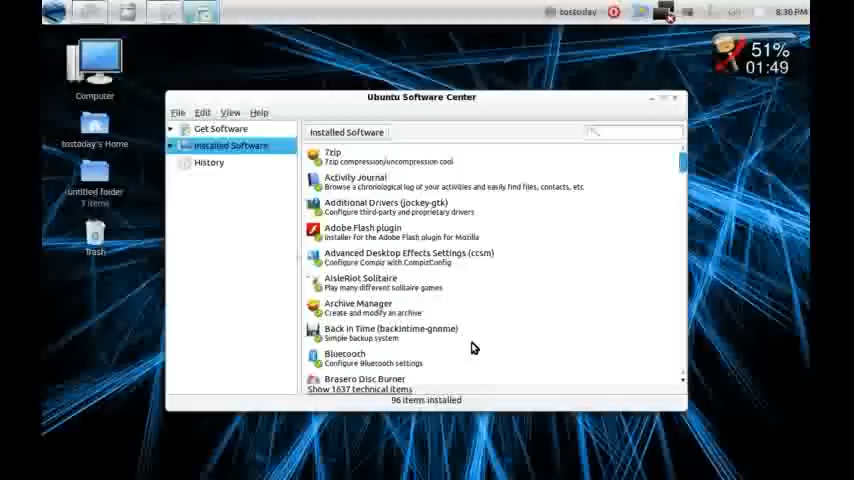 tostoday
8:30 PM
51%
01:49
Computer
tostoday's Home
untitled folder
3 items
Trash
Ubuntu Software Center
File Edit View Help
Get Software
Installed Software
History
Installed Software
7zip
7zip compression/uncompression cool
Activity Journal
Browse a chronological log of your activities and easily find files, contacts, etc.
Additional Drivers (jockey-gtk)
Configure third-party and proprietary drivers
Adobe Flash plugin
Installer for the Adobe Flash plugin for Mozilla
Advanced Desktop Effects Settings (ccsm)
Configure Compiz with CompizConfig
AisleRiot Solitaire
Play many different solitaire games
Archive Manager
Create and modify an archive
Back in Time (backintime-gnome)
Simple backup system
Bluetooth
Configure Bluetooth settings
Brasero Disc Burner
Show 1637 technical items
96 items installed